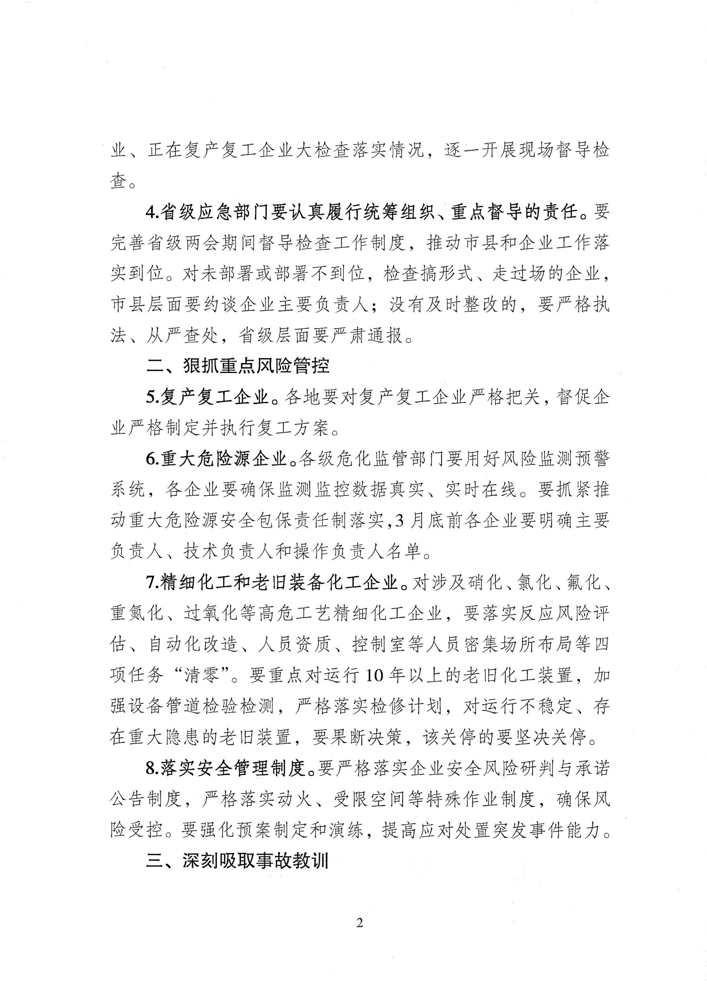 业、正在复产复工企业大检查落实情况，逐一开展现场督导检
查。
4.省级应急部门要认真履行统筹组织、重点督导的责任。要
完善省级两会期间督导检查工作制度，推动市县和企业工作落
实到位。对未部署或部署不到位，检查搞形式、走过场的企业，
市县层面要约谈企业主要负责人；没有及时整改的，要严格执
法、从严查处，省级层面要严肃通报。
二、狠抓重点风险管控
5.复产复工企业。各地要对复产复工企业严格把关，督促企
业严格制定并执行复工方案。
6.重大危险源企业。各级危化监管部门要用好风险监测预警
系统，各企业要确保监测监控数据真实、实时在线。要抓紧推
动重大危险源安全包保责任制落实,3 月底前各企业要明确主要
负责人、技术负责人和操作负责人名单。
7.精细化工和老旧装备化工企业。对涉及硝化、氯化、氟化、
重氮化、过氧化等高危工艺精细化工企业，要落实反应风险评
估、自动化改造、人员资质、控制室等人员密集场所布局等四
项任务“清零”。要重点对运行 10 年以上的老旧化工装置，加
强设备管道检验检测，严格落实检修计划，对运行不稳定、存
在重大隐患的老旧装置，要果断决策，该关停的要坚决关停。
8.落实安全管理制度。要严格落实企业安全风险研判与承诺
公告制度，严格落实动火、受限空间等特殊作业制度，确保风
险受控。要强化预案制定和演练，提高应对处置突发事件能力。
三、深刻吸取事故教训
2